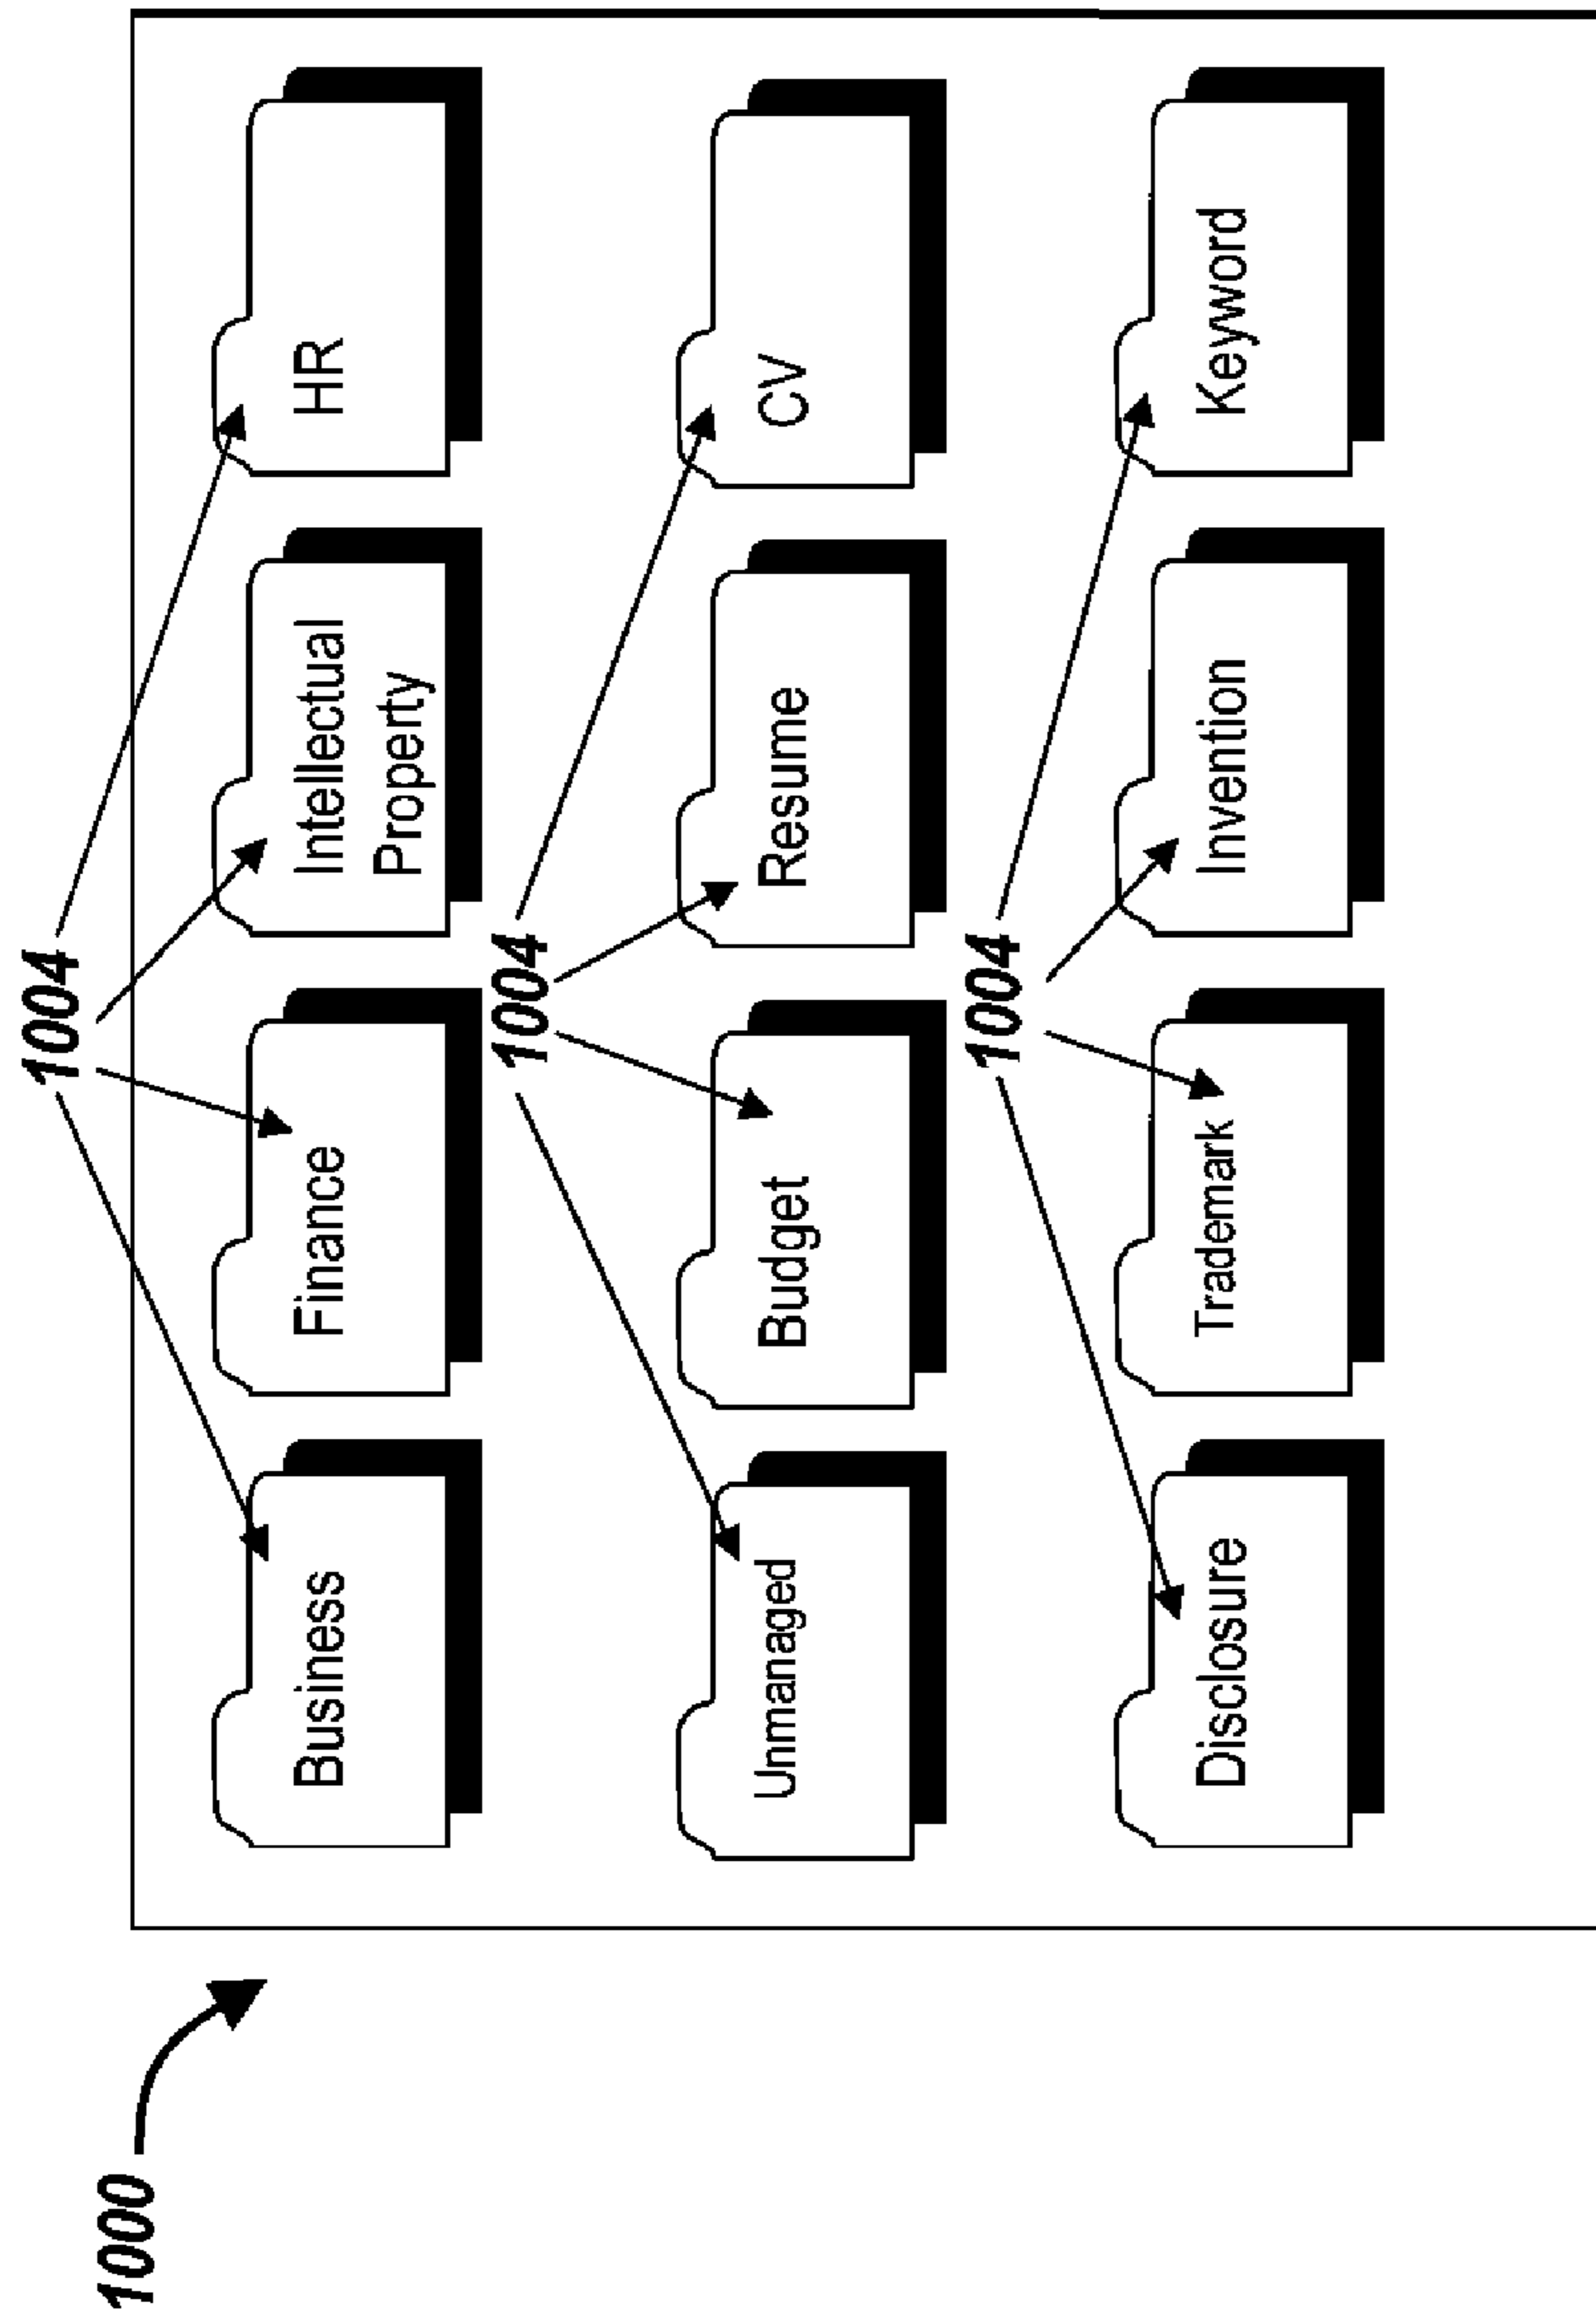 1000
1004
Business
Finance
Intellectual
Property
HR
1004
Unmanaged
Budget
Resume
CV
1004
Disclosure
Trademark
Invention
Keyword